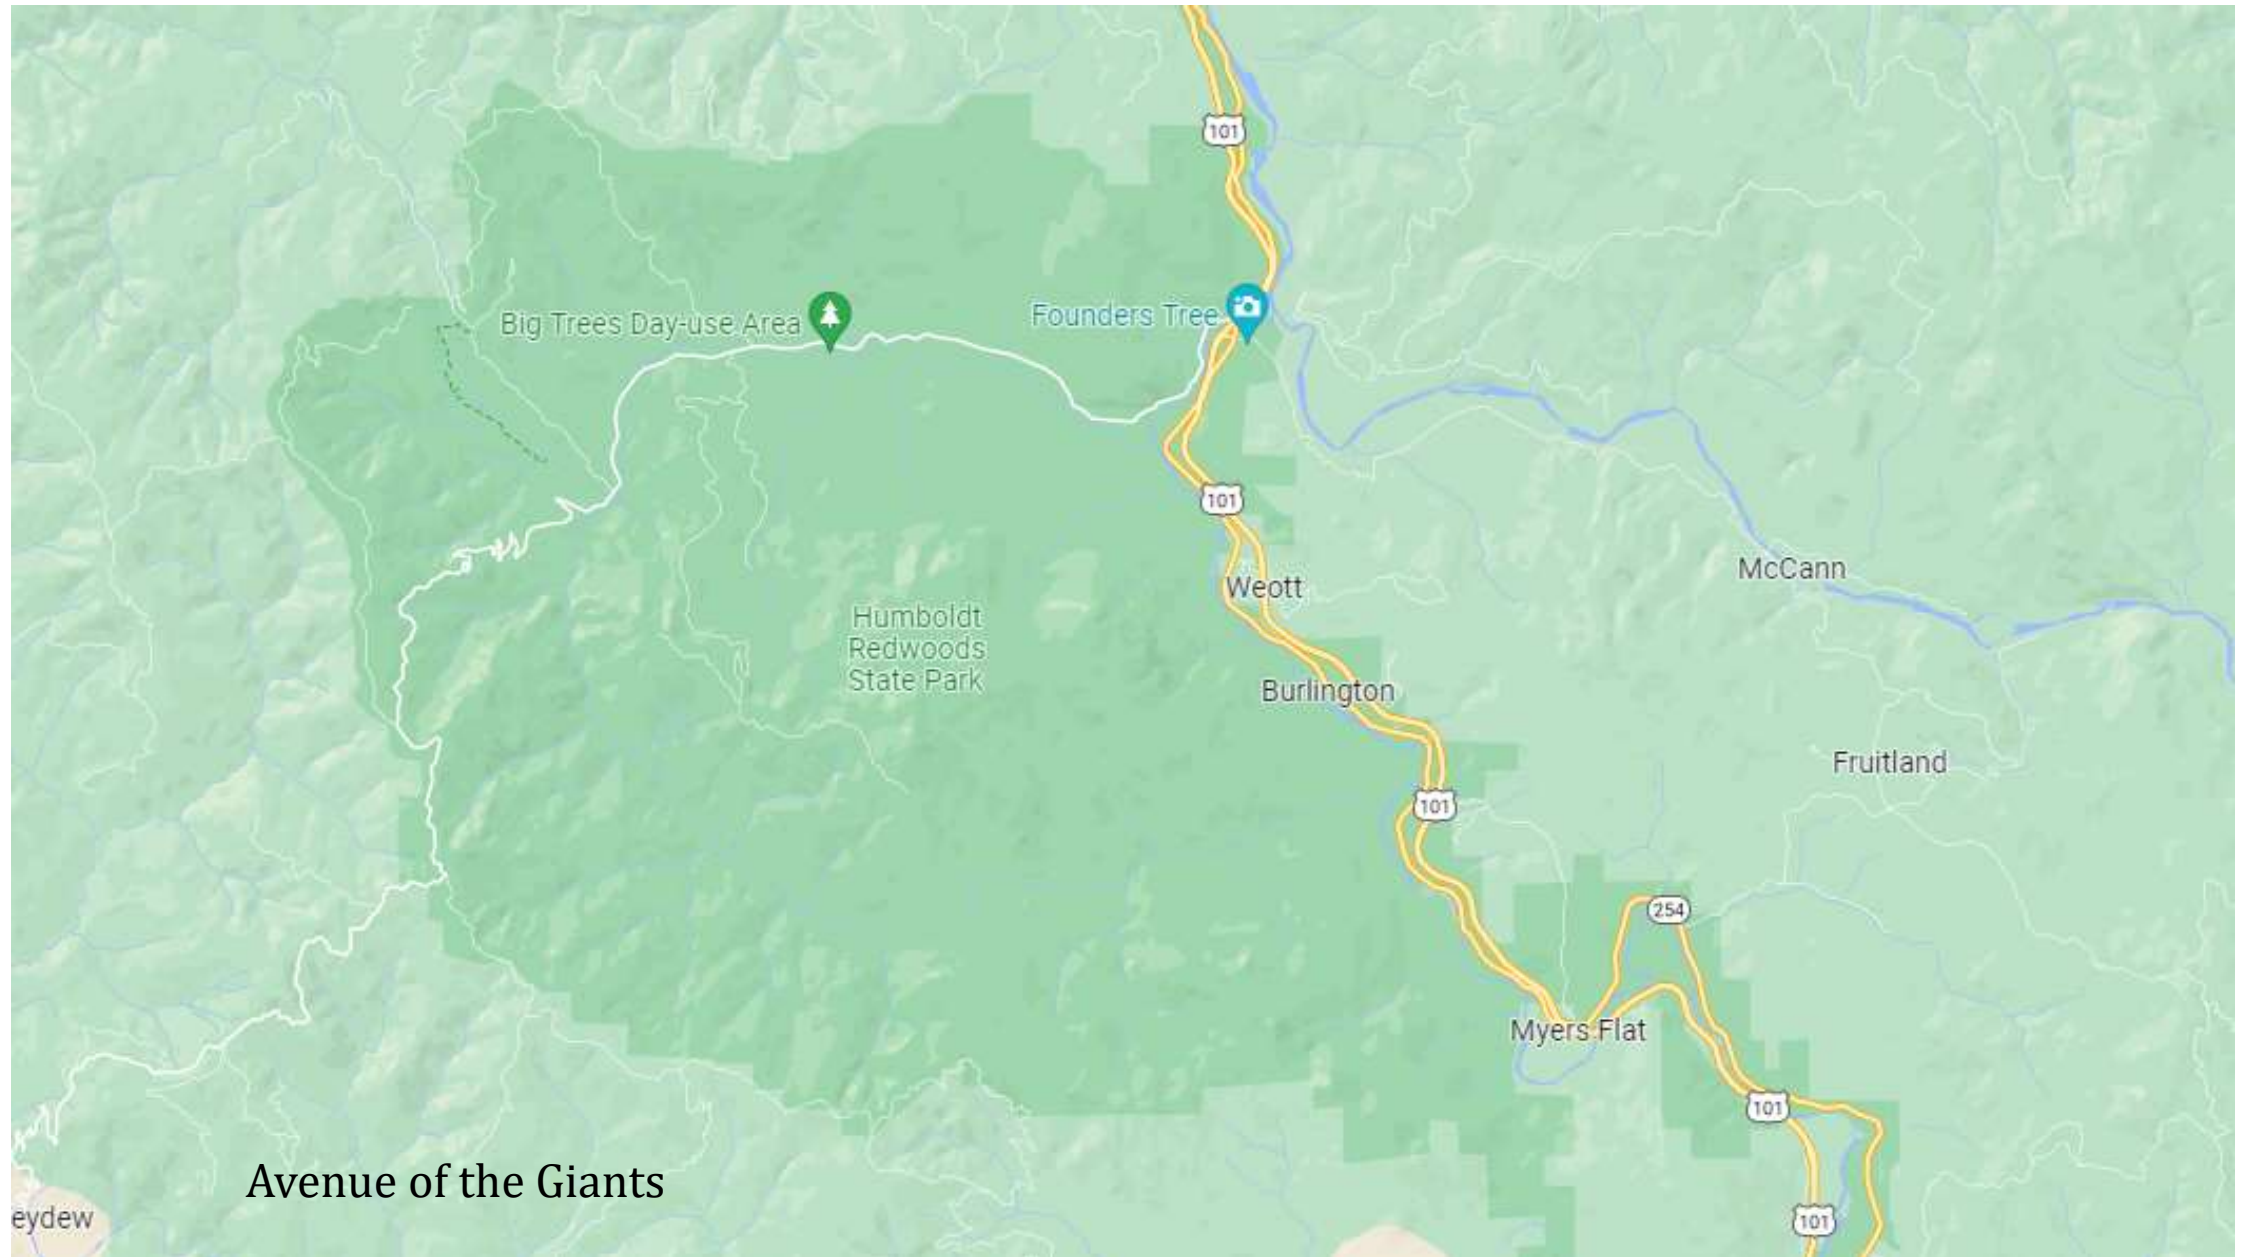 101
Big Trees Day-use Area
Founders Tree
101
McCann
Weott
Humboldt
Redwoods
State Park
Burlington
Fruitland
101
254
Myers Flat
101
Avenue of the Giants
eydew
101